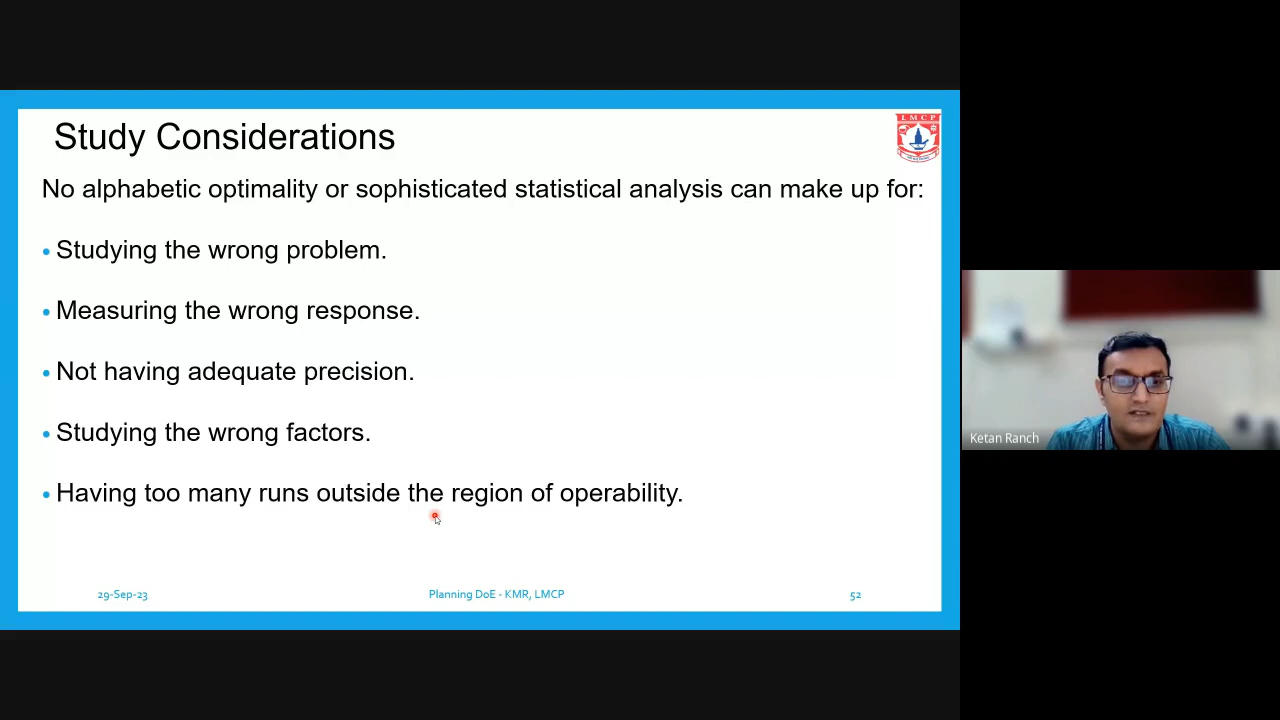 Study Considerations
LMCP
No alphabetic optimality or sophisticated statistical analysis can make up for:
• Studying the wrong problem.
• Measuring the wrong response.
• Not having adequate precision.
• Studying the wrong factors.
• Having too many runs outside the region of operability.
29-Sep-23
Planning DoE - KMR, LMCP
52
Ketan Ranch